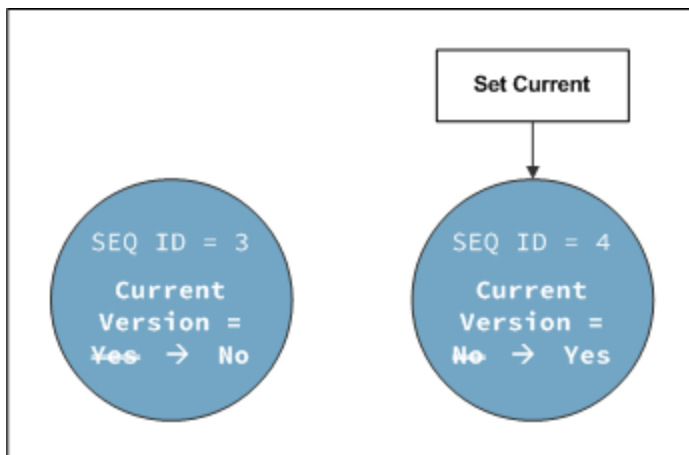 Set Current
SEQ ID = 3
Current
Version =
Yes → No
SEQ ID = 4
Current
Version =
No → Yes